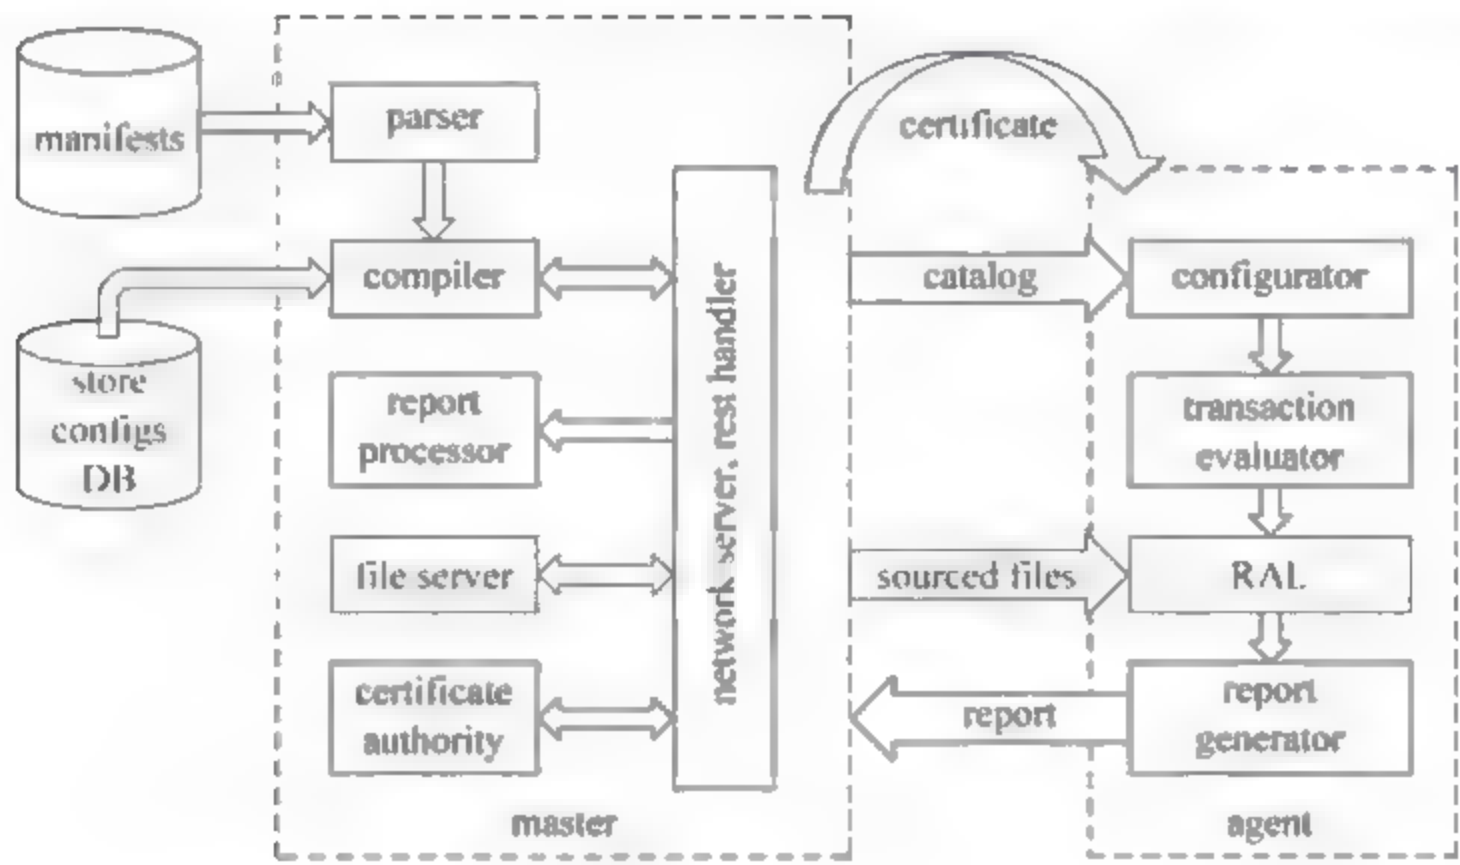 manifests
parser
certificate
compiler
catalog
configurator
store
configs
DB
report
processor
network server, rest handler
transaction
evaluator
file server
sourced files
RAL
certificate
authority
report
report
generator
master
agent